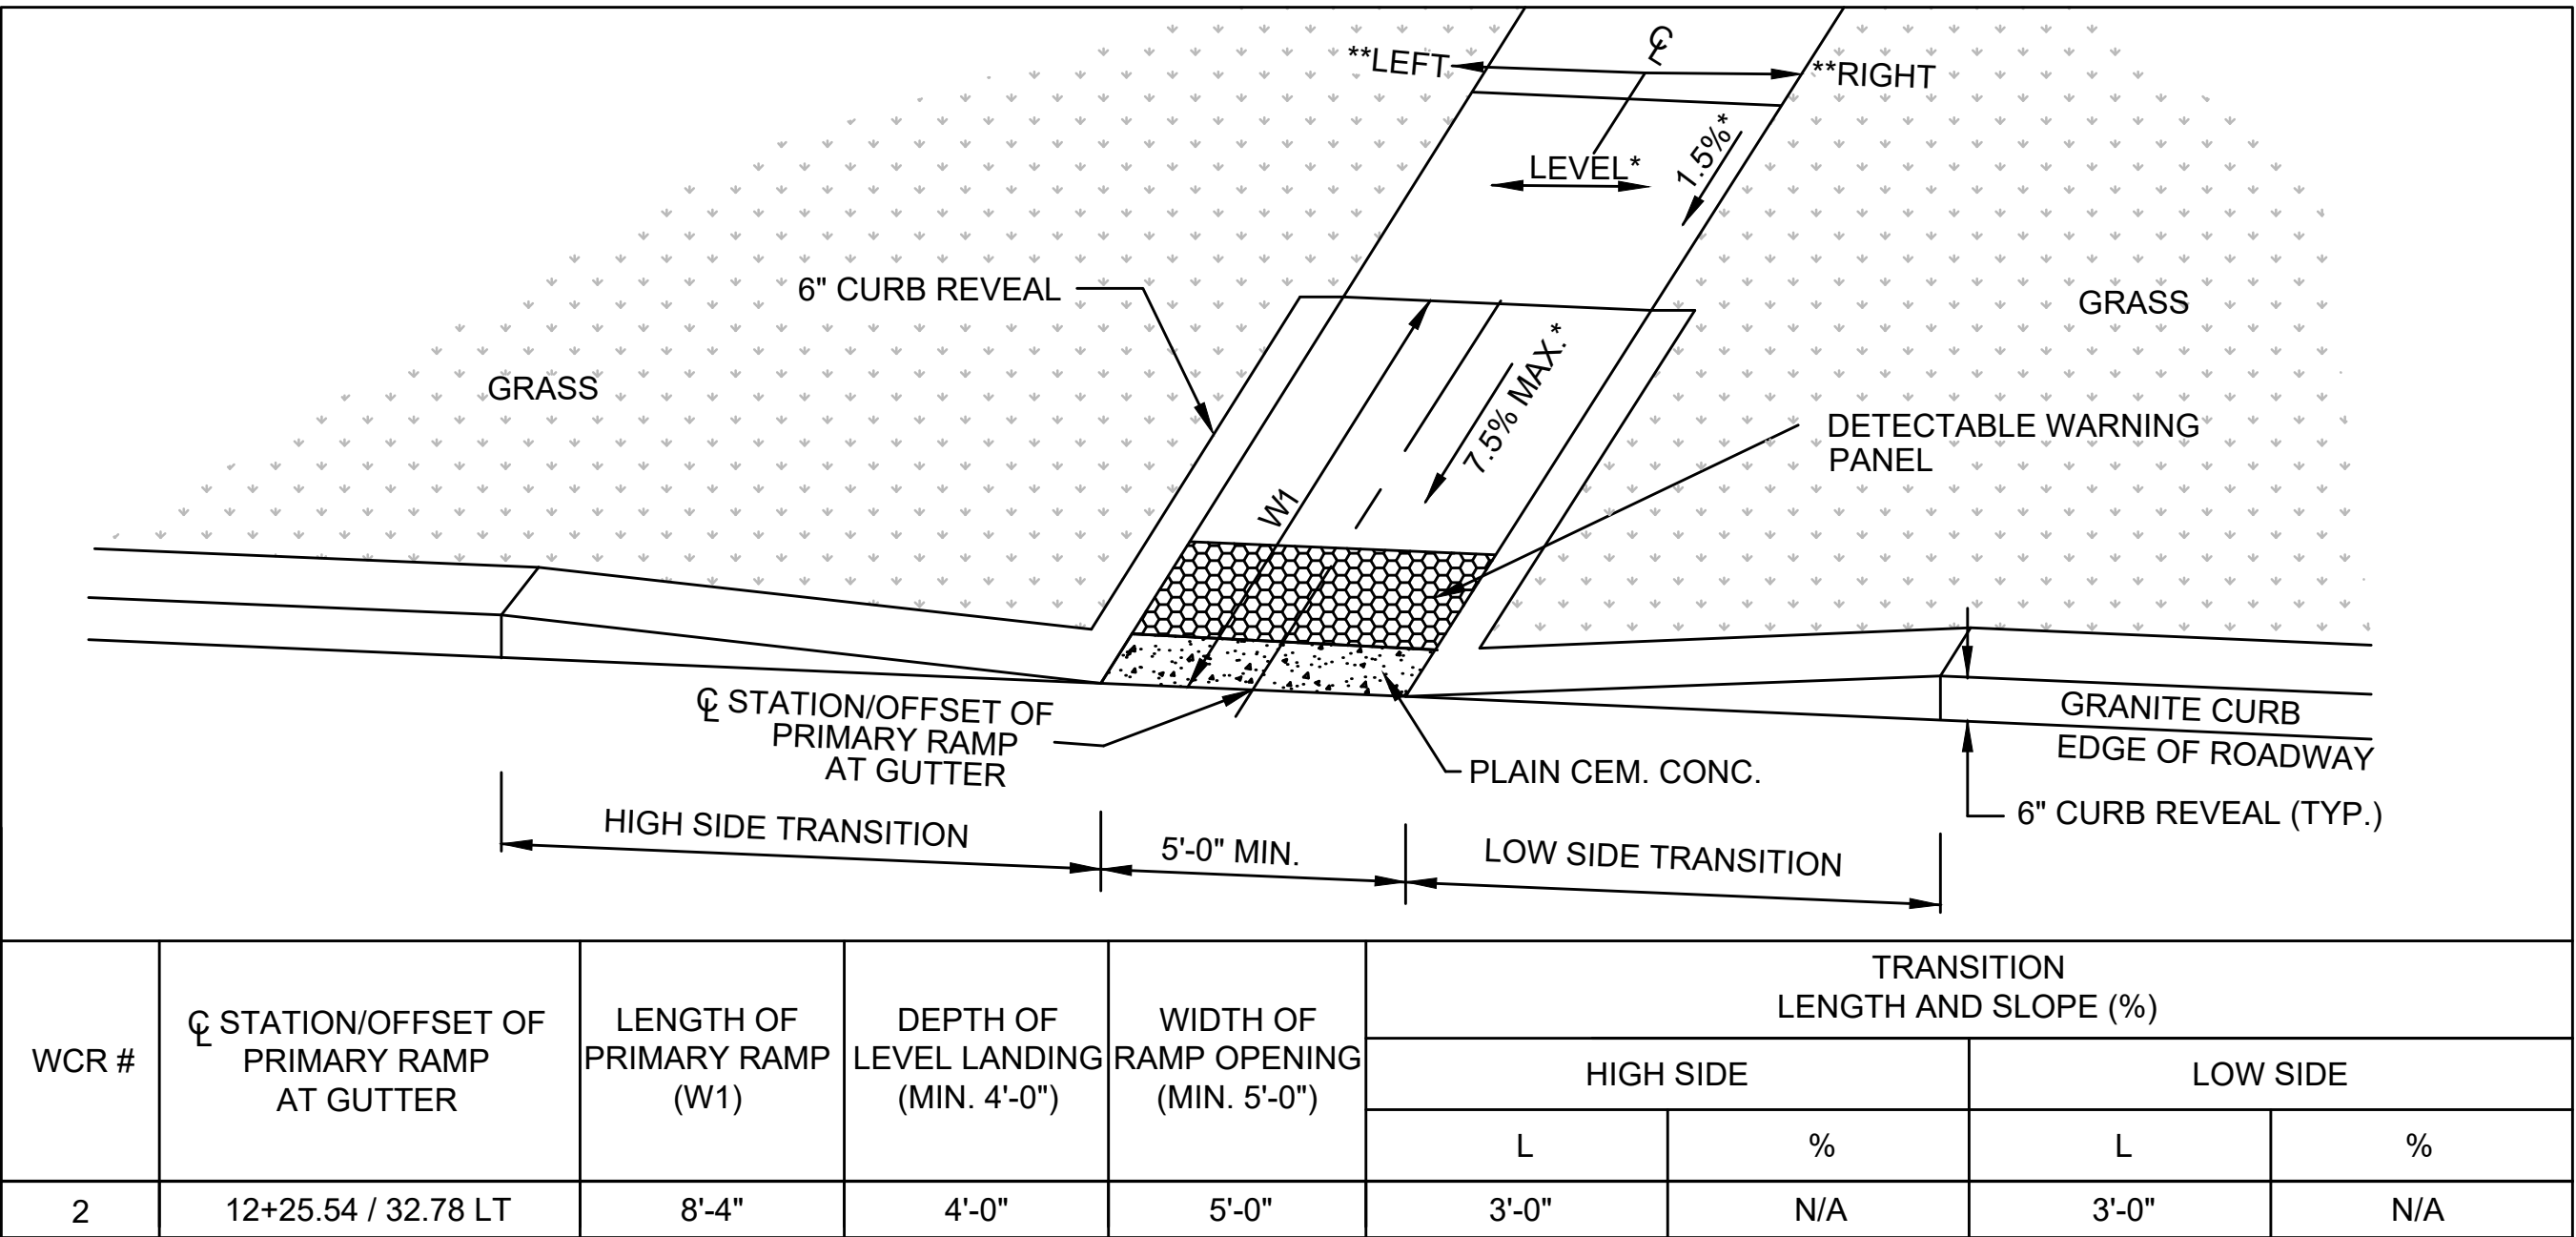 ℄
**LEFT
**RIGHT
LEVEL*
1.5%*
6" CURB REVEAL
GRASS
GRASS
7.5% MAX.*
W1
DETECTABLE WARNING
PANEL
℄ STATION/OFFSET OF
PRIMARY RAMP
AT GUTTER
PLAIN CEM. CONC.
GRANITE CURB
EDGE OF ROADWAY
6" CURB REVEAL (TYP.)
HIGH SIDE TRANSITION
5'-0" MIN.
LOW SIDE TRANSITION
WCR #
℄ STATION/OFFSET OF
PRIMARY RAMP
AT GUTTER
LENGTH OF
PRIMARY RAMP
(W1)
DEPTH OF
LEVEL LANDING
(MIN. 4'-0")
WIDTH OF
RAMP OPENING
(MIN. 5'-0")
TRANSITION
LENGTH AND SLOPE (%)
HIGH SIDE
LOW SIDE
L
%
L
%
2
12+25.54 / 32.78 LT
8'-4"
4'-0"
5'-0"
3'-0"
N/A
3'-0"
N/A